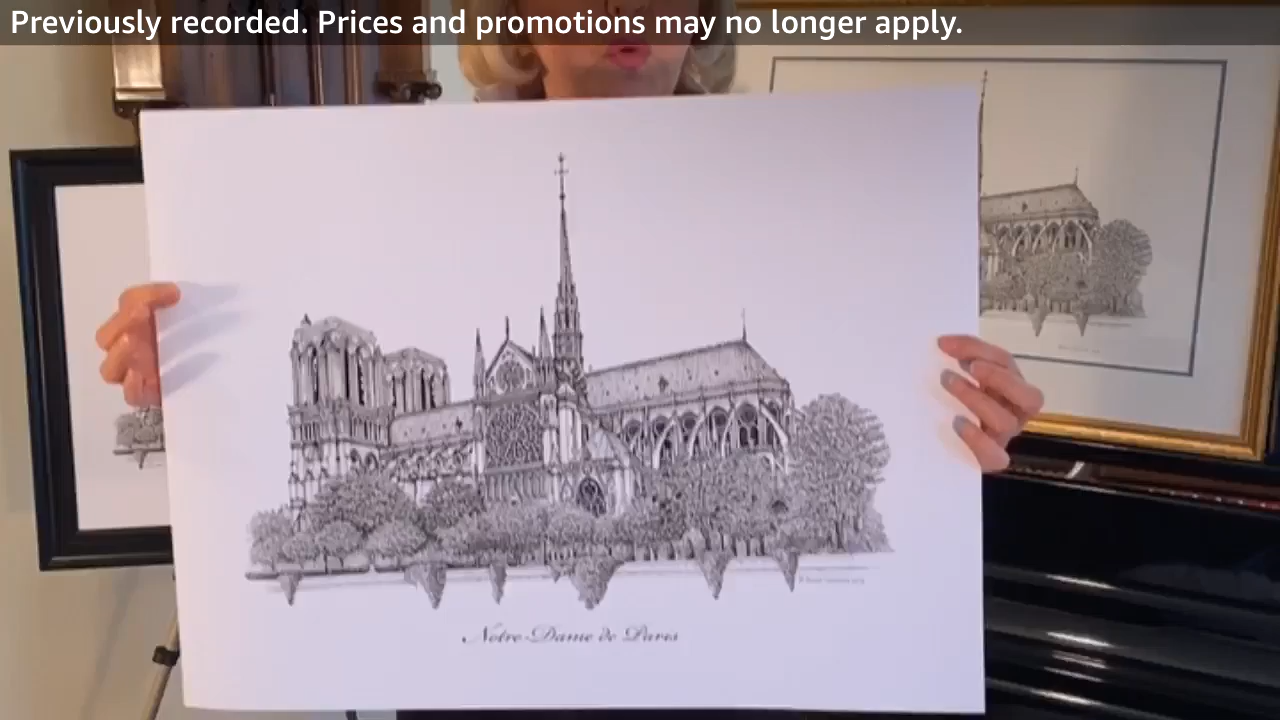 Previously recorded. Prices and promotions may no longer apply.
Notre-Dame de Paris